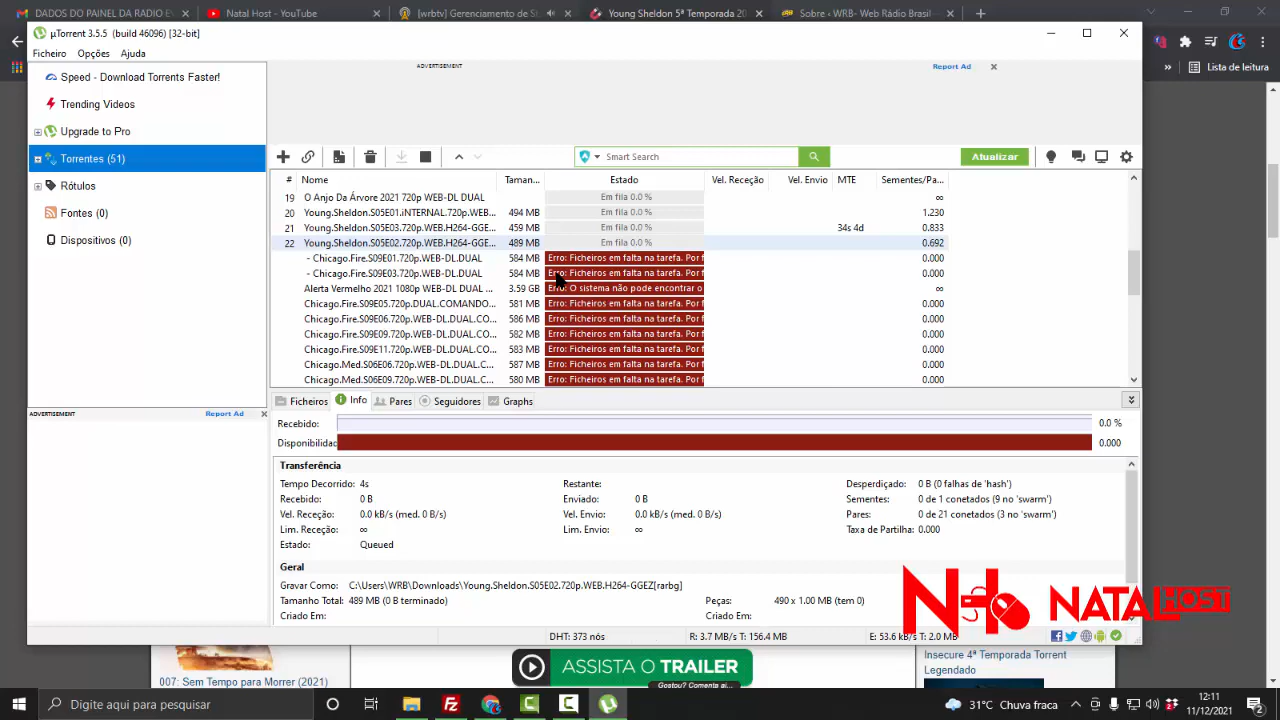 DADOS DO PAINEL DA RADIO EV
Natal Host - YouTube
[wrbtv] Gerenciamento do S
Young Sheldon 5ª Temporada 20
Sobre › WRB- Web Rádio Brasil
µTorrent 3.5.5 (build 46096) [32-bit]
Ficheiro Opções Ajuda
Lista de leitura
Speed - Download Torrents Faster!
Trending Videos
Upgrade to Pro
Torrentes (51)
Rótulos
Fontes (0)
Dispositivos (0)
ADVERTISEMENT Report Ad
ADVERTISEMENT Report Ad
Smart Search
Atualizar
# Nome Taman... Estado Vel. Receção Vel. Envio MTE Sementes/Pa...
19 O Anjo Da Árvore 2021 720p WEB-DL DUAL Em fila 0.0 % ∞
20 Young.Sheldon.S05E01.iNTERNAL.720p.WEB... 494 MB Em fila 0.0 % 1.230
21 Young.Sheldon.S05E03.720p.WEB.H264-GGE... 459 MB Em fila 0.0 % 34s 4d 0.833
22 Young.Sheldon.S05E02.720p.WEB.H264-GGE... 489 MB Em fila 0.0 % 0.692
- Chicago.Fire.S09E01.720p.WEB-DL.DUAL 584 MB Erro: Ficheiros em falta na tarefa. Por f 0.000
- Chicago.Fire.S09E03.720p.WEB-DL.DUAL 584 MB Erro: Ficheiros em falta na tarefa. Por f 0.000
Alerta Vermelho 2021 1080p WEB-DL DUAL ... 3.59 GB Erro: O sistema não pode encontrar o ∞
Chicago.Fire.S09E05.720p.DUAL.COMANDO... 581 MB Erro: Ficheiros em falta na tarefa. Por f 0.000
Chicago.Fire.S09E06.720p.WEB-DL.DUAL.CO... 586 MB Erro: Ficheiros em falta na tarefa. Por f 0.000
Chicago.Fire.S09E09.720p.WEB-DL.DUAL.CO... 582 MB Erro: Ficheiros em falta na tarefa. Por f 0.000
Chicago.Fire.S09E11.720p.WEB-DL.DUAL.CO... 583 MB Erro: Ficheiros em falta na tarefa. Por f 0.000
Chicago.Med.S06E06.720p.WEB-DL.DUAL.C... 587 MB Erro: Ficheiros em falta na tarefa. Por f 0.000
Chicago.Med.S06E09.720p.WEB-DL.DUAL.C... 580 MB Erro: Ficheiros em falta na tarefa. Por f 0.000
Ficheiros Info Pares Seguidores Graphs
Recebido: 0.0 %
Disponibilidac 0.000
Transferência
Tempo Decorrido: 4s Restante: Desperdiçado: 0 B (0 falhas de 'hash')
Recebido: 0 B Enviado: 0 B Sementes: 0 de 1 conetados (9 no 'swarm')
Vel. Receção: 0.0 kB/s (med. 0 B/s) Vel. Envio: 0.0 kB/s (med. 0 B/s) Pares: 0 de 21 conetados (3 no 'swarm')
Lim. Receção: ∞ Lim. Envio: ∞ Taxa de Partilha: 0.000
Estado: Queued
Geral
Gravar Como: C:\Users\WRB\Downloads\Young.Sheldon.S05E02.720p.WEB.H264-GGEZ[rarbg]
Tamanho Total: 489 MB (0 B terminado) Peças: 490 x 1.00 MB (tem 0)
Criado Em: Criado Em:
NATALHOST
DHT: 373 nós R: 3.7 MB/s T: 156.4 MB E: 53.6 kB/s T: 2.0 MB
007: Sem Tempo para Morrer (2021)
ASSISTA O TRAILER
Gostou? Comente aí...
Insecure 4ª Temporada Torrent
Legendado
Digite aqui para pesquisar
31°C Chuva fraca
12:11
11/12/2021
2